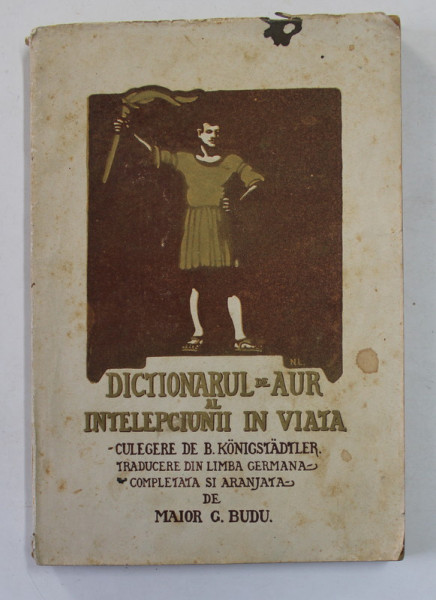 N.L.
DICTIONARUL DE AUR
AL
INTELEPCIUNII IN VIATA
-CULEGERE DE B. KÖNIGSTÄDTLER.
TRADUCERE DIN LIMBA GERMANA
COMPLETATA SI ARANJATA
DE
MAIOR G. BUDU.